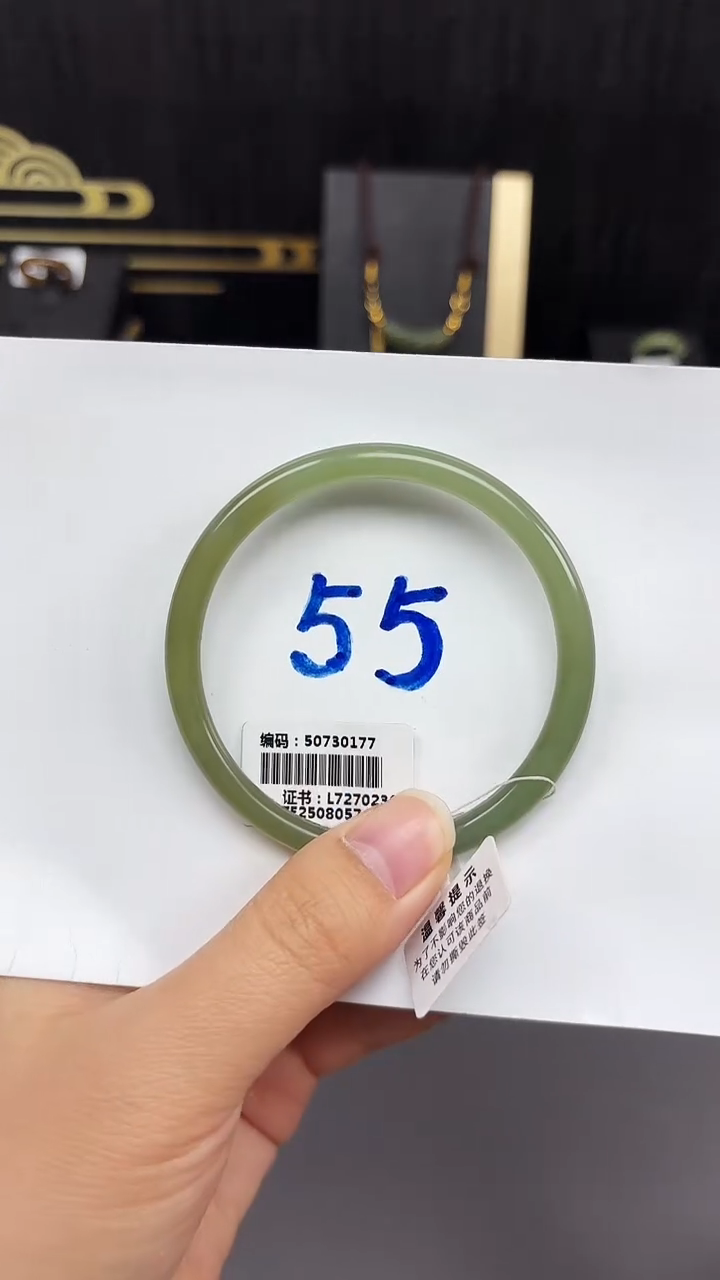 55
编码：50730177
证书：L727023
52508057
温馨提示
为了不影响您的退换
在您认可该商品前
请勿撕毁此签